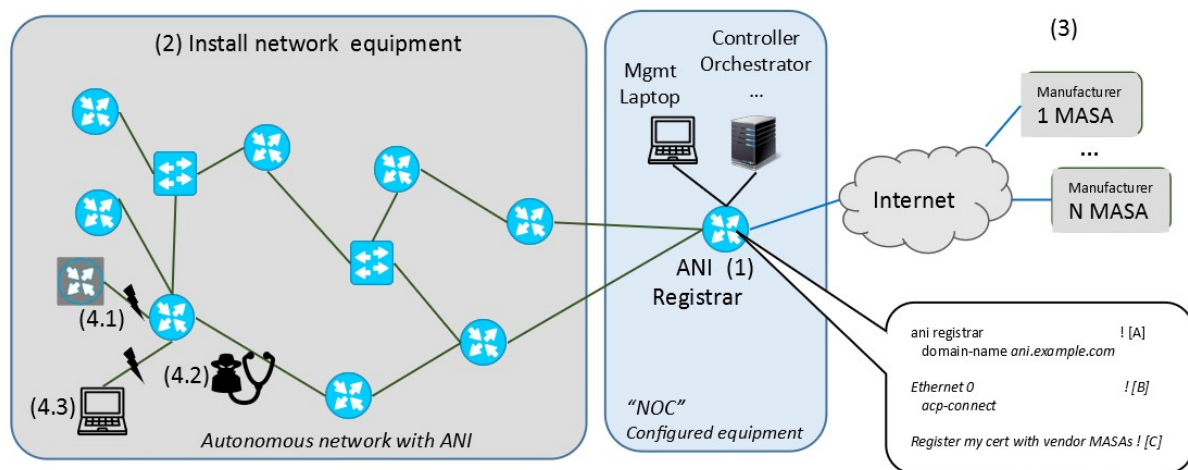 (2) Install network equipment
(4.1)
(4.2)
(4.3)
Autonomous network with ANI
Controller
Orchestrator
...
Mgmt
Laptop
ANI (1)
Registrar
“NOC”
Configured equipment
(3)
Manufacturer
1 MASA
...
Manufacturer
N MASA
Internet
ani registrar ! [A]
domain-name ani.example.com
Ethernet 0 ! [B]
acp-connect
Register my cert with vendor MASAs ! [C]